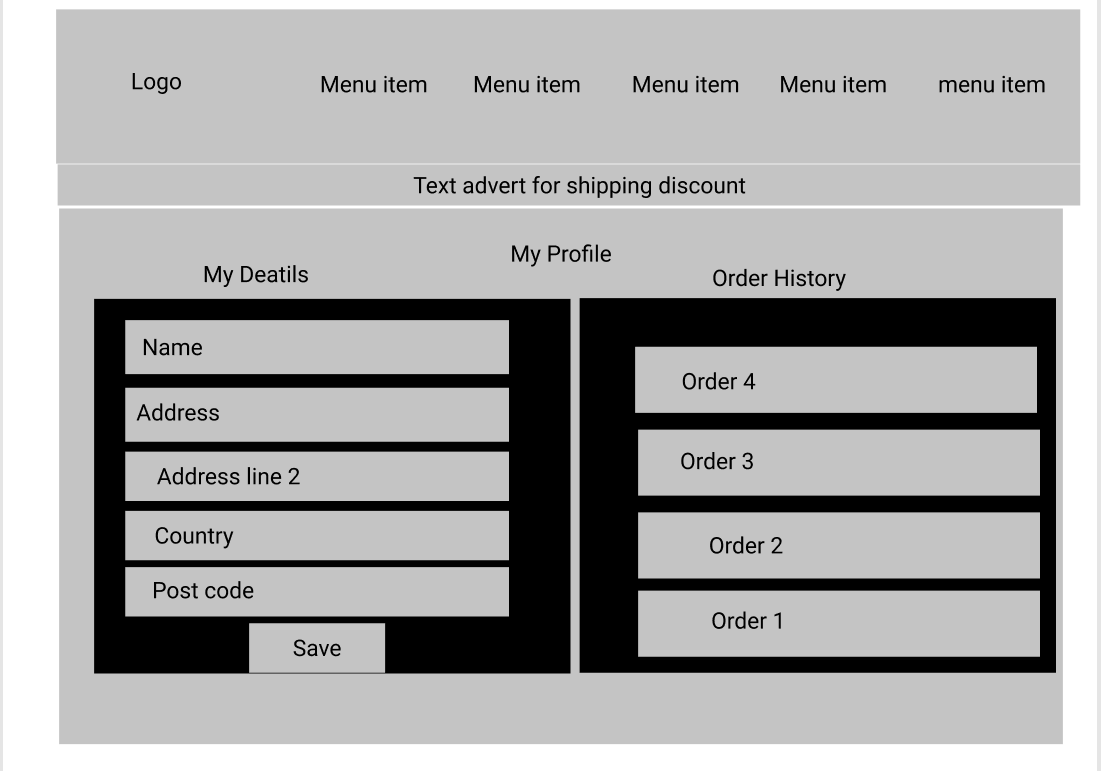 Logo
Menu item
Menu item
Menu item
Menu item
menu item
Text advert for shipping discount
My Profile
My Deatils
Name
Address
Address line 2
Country
Post code
Save
Order History
Order 4
Order 3
Order 2
Order 1